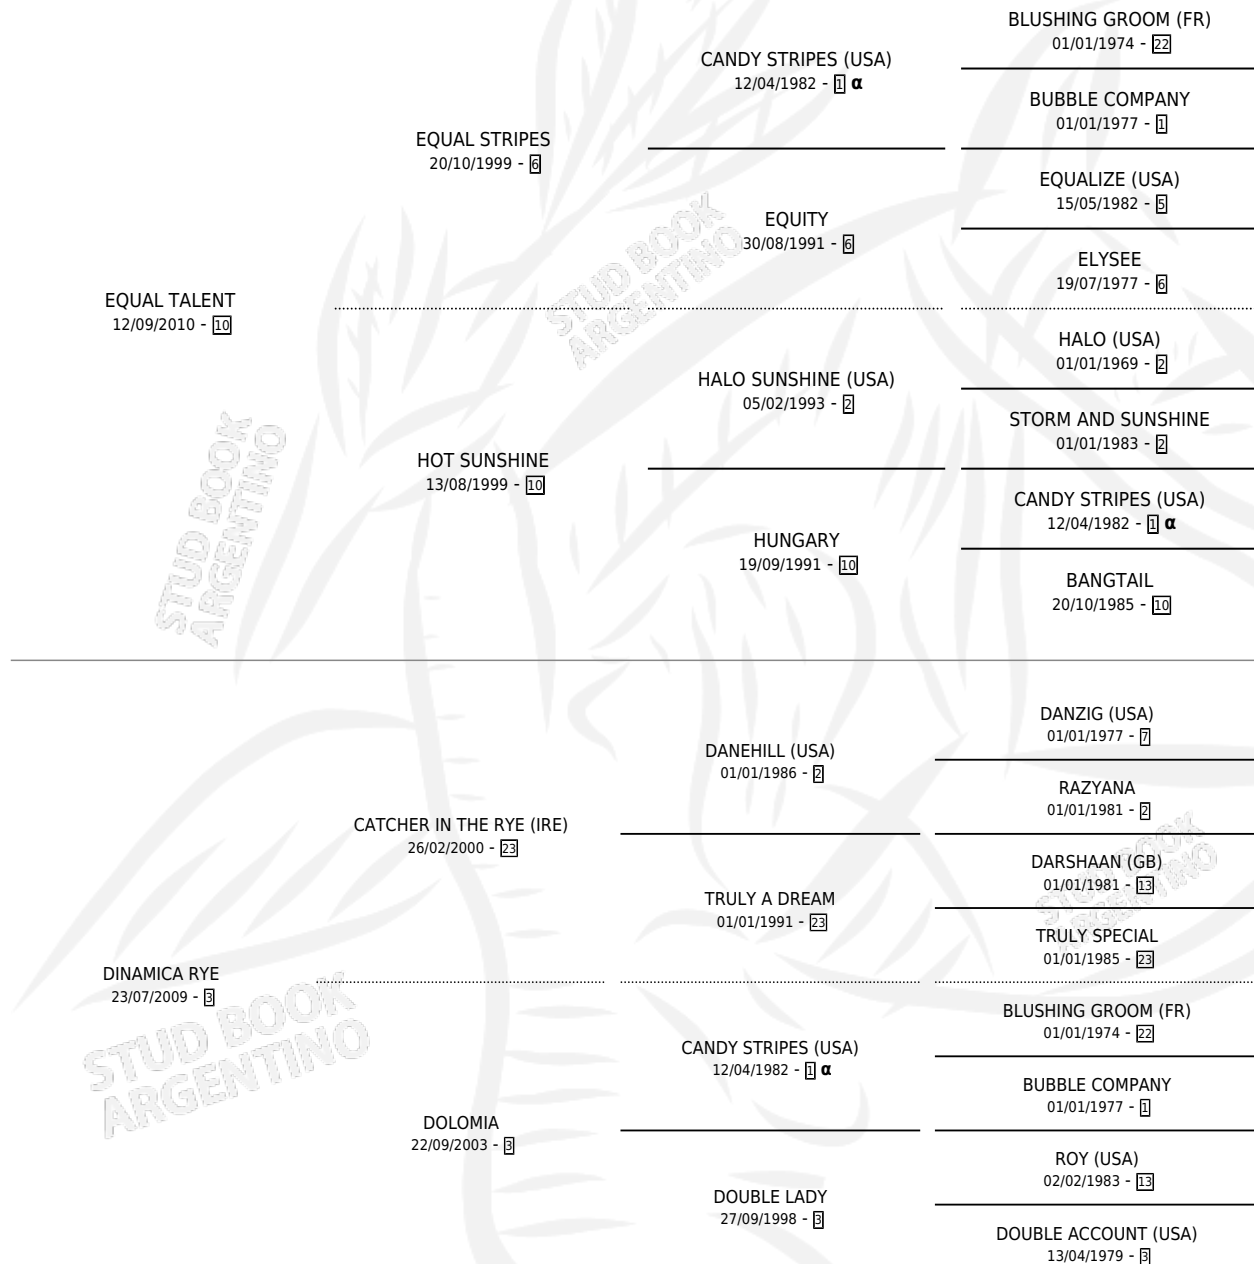 BLUSHING GROOM (FR)
01/01/1974 - 22
CANDY STRIPES (USA)
12/04/1982 - 1 α
BUBBLE COMPANY
01/01/1977 - 1
EQUAL STRIPES
20/10/1999 - 6
EQUALIZE (USA)
15/05/1982 - 5
EQUITY
30/08/1991 - 6
ELYSEE
19/07/1977 - 6
EQUAL TALENT
12/09/2010 - 10
HALO (USA)
01/01/1969 - 2
HALO SUNSHINE (USA)
05/02/1993 - 2
STORM AND SUNSHINE
01/01/1983 - 2
HOT SUNSHINE
13/08/1999 - 10
CANDY STRIPES (USA)
12/04/1982 - 1 α
HUNGARY
19/09/1991 - 10
BANGTAIL
20/10/1985 - 10
STUD BOOK
ARGENTINO
STUD BOOK
ARGENTINO
DANZIG (USA)
01/01/1977 - 7
DANEHILL (USA)
01/01/1986 - 2
RAZYANA
01/01/1981 - 2
CATCHER IN THE RYE (IRE)
26/02/2000 - 23
DARSHAAN (GB)
01/01/1981 - 13
TRULY A DREAM
01/01/1991 - 23
TRULY SPECIAL
01/01/1985 - 23
DINAMICA RYE
23/07/2009 - 3
BLUSHING GROOM (FR)
01/01/1974 - 22
CANDY STRIPES (USA)
12/04/1982 - 1 α
BUBBLE COMPANY
01/01/1977 - 1
DOLOMIA
22/09/2003 - 3
ROY (USA)
02/02/1983 - 13
DOUBLE LADY
27/09/1998 - 3
DOUBLE ACCOUNT (USA)
13/04/1979 - 3
STUD BOOK
ARGENTINO
STUD BOOK
ARGENTINO